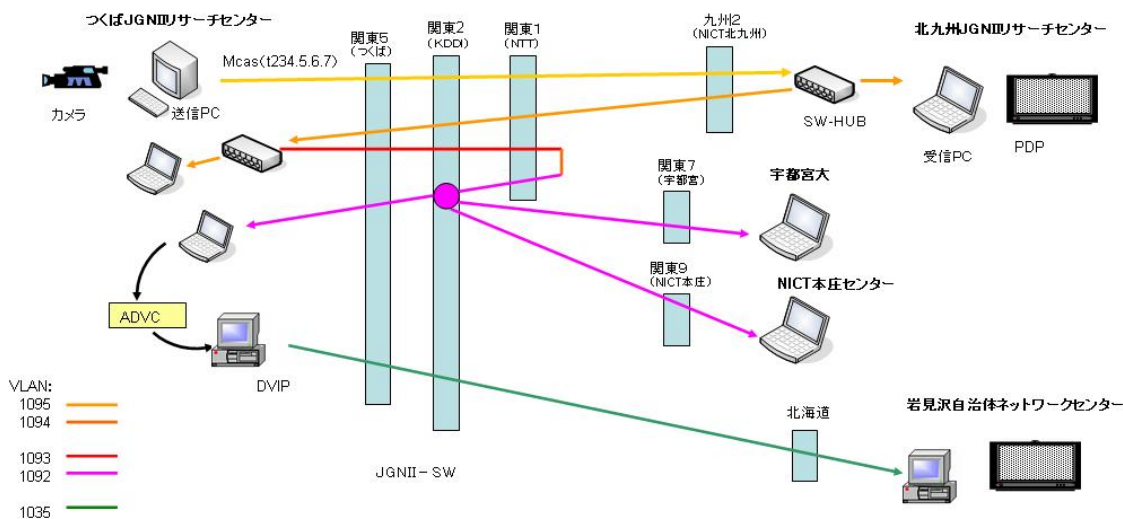 つくばJGNIIリサーチセンター
関東5
(つくば)
関東2
(KDDI)
関東1
(NTT)
九州2
(NICT北九州)
北九州JGNIIリサーチセンター
Mcas(t234.5.6.7)
カメラ
送信PC
SW-HUB
受信PC
PDP
関東7
(宇都宮)
宇都宮大
関東9
(NICT本庄)
NICT本庄センター
ADVC
DVIP
VLAN:
1095
1094
1093
1092
1035
JGNII-SW
北海道
岩見沢自治体ネットワークセンター